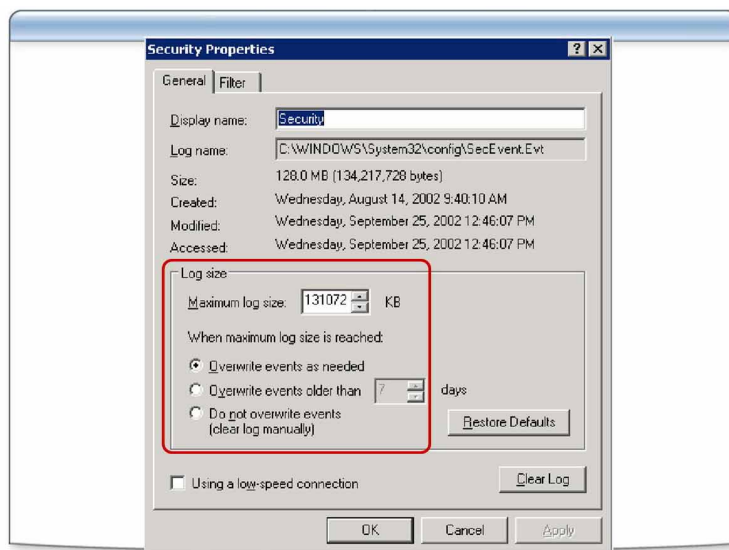 Security Properties
General
Filter
Display name: Security
Log name: C:\WINDOWS\System32\config\SecEvent.Evt
Size: 128.0 MB (134,217,728 bytes)
Created: Wednesday, August 14, 2002 9:40:10 AM
Modified: Wednesday, September 25, 2002 12:46:07 PM
Accessed: Wednesday, September 25, 2002 12:46:07 PM
Log size
Maximum log size: 131072 KB
When maximum log size is reached:
Overwrite events as needed
Overwrite events older than 7 days
Do not overwrite events
(clear log manually)
Restore Defaults
Using a low-speed connection
Clear Log
OK Cancel Apply